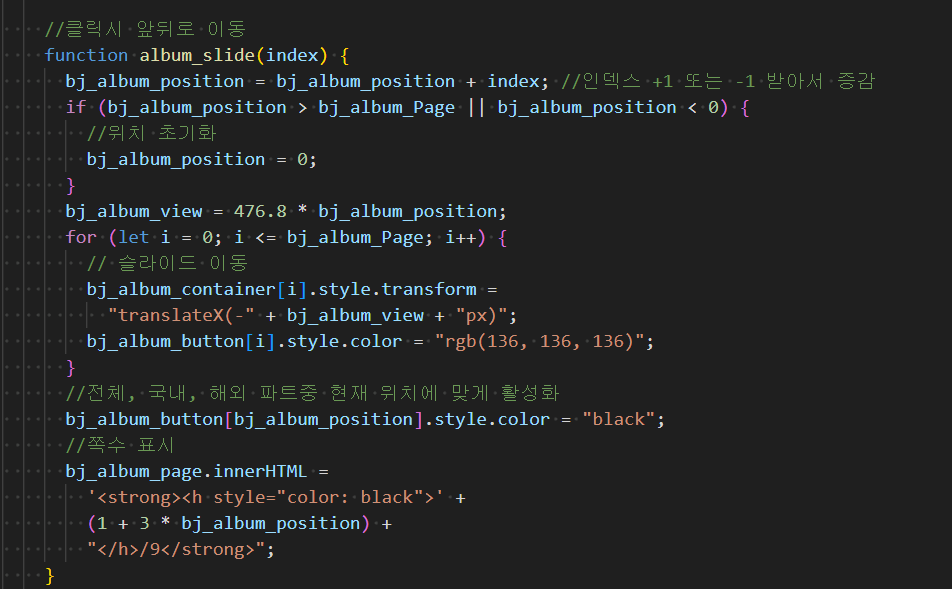 //클릭시 앞뒤로 이동
function album_slide(index) {
bj_album_position = bj_album_position + index; //인덱스 +1 또는 -1 받아서 증감
if (bj_album_position > bj_album_Page || bj_album_position < 0) {
//위치 초기화
bj_album_position = 0;
}
bj_album_view = 476.8 * bj_album_position;
for (let i = 0; i <= bj_album_Page; i++) {
// 슬라이드 이동
bj_album_container[i].style.transform =
"translateX(-" + bj_album_view + "px)";
bj_album_button[i].style.color = "rgb(136, 136, 136)";
}
//전체, 국내, 해외 파트중 현재 위치에 맞게 활성화
bj_album_button[bj_album_position].style.color = "black";
//쪽수 표시
bj_album_page.innerHTML =
'<strong><h style="color: black">' +
(1 + 3 * bj_album_position) +
"</h>/9</strong>";
}